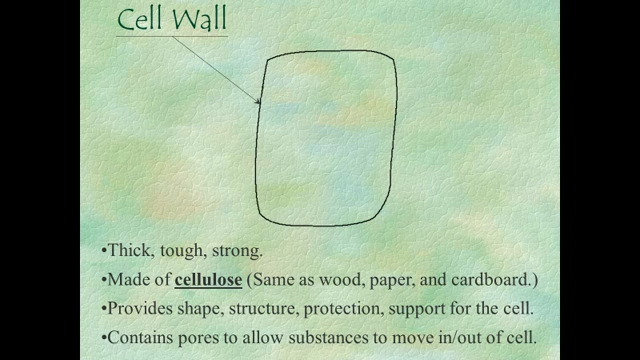 Cell Wall
•Thick, tough, strong.
•Made of cellulose (Same as wood, paper, and cardboard.)
•Provides shape, structure, protection, support for the cell.
•Contains pores to allow substances to move in/out of cell.